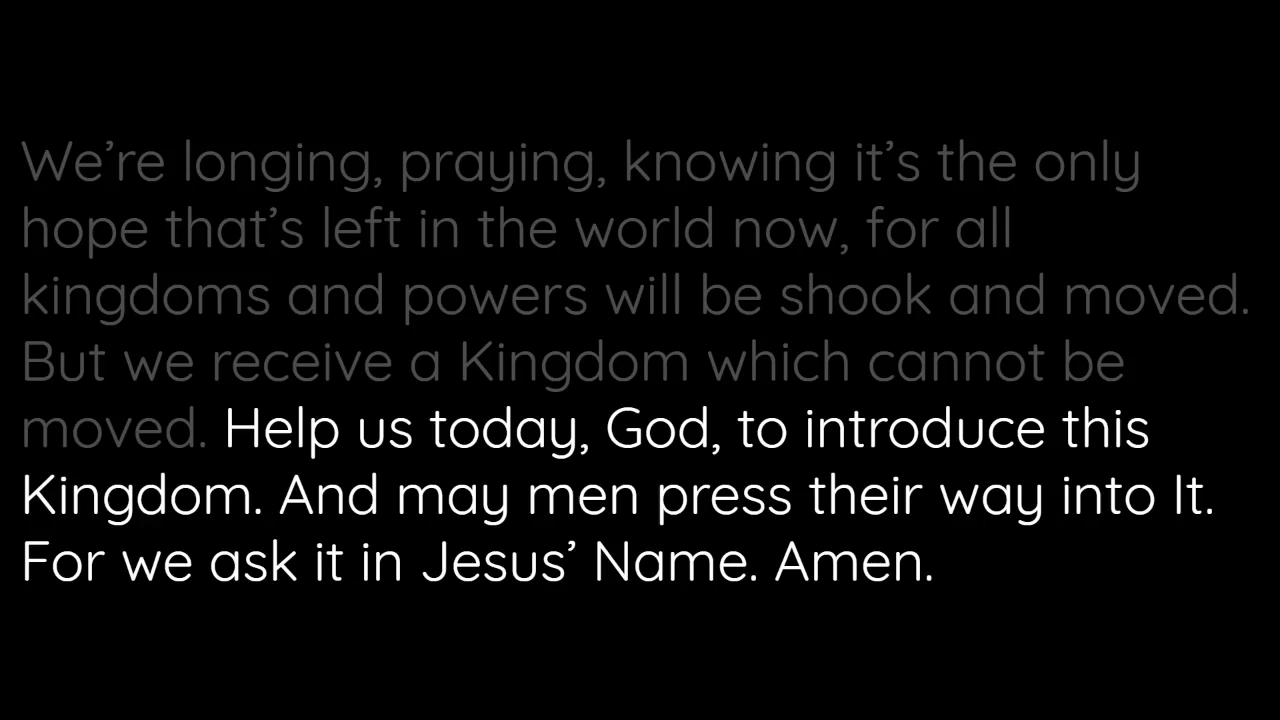 We’re longing, praying, knowing it’s the only
hope that’s left in the world now, for all
kingdoms and powers will be shook and moved.
But we receive a Kingdom which cannot be
moved. Help us today, God, to introduce this
Kingdom. And may men press their way into It.
For we ask it in Jesus’ Name. Amen.